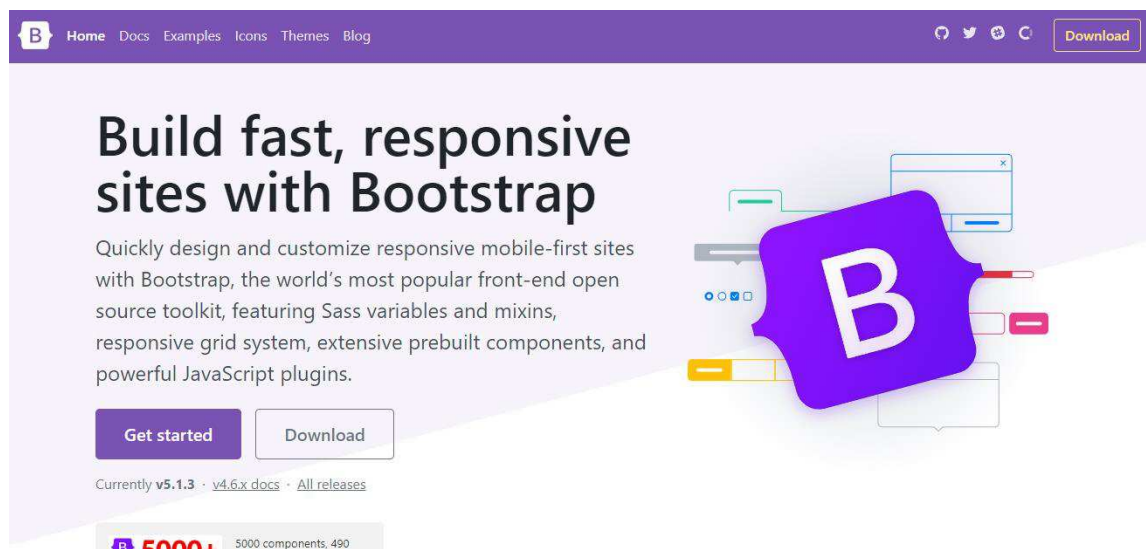 B Home Docs Examples Icons Themes Blog Download
Build fast, responsive
sites with Bootstrap
Quickly design and customize responsive mobile-first sites
with Bootstrap, the world's most popular front-end open
source toolkit, featuring Sass variables and mixins,
responsive grid system, extensive prebuilt components, and
powerful JavaScript plugins.
B
Get started Download
Currently v5.1.3 · v4.6.x docs · All releases
B 5000+ 5000 components, 490